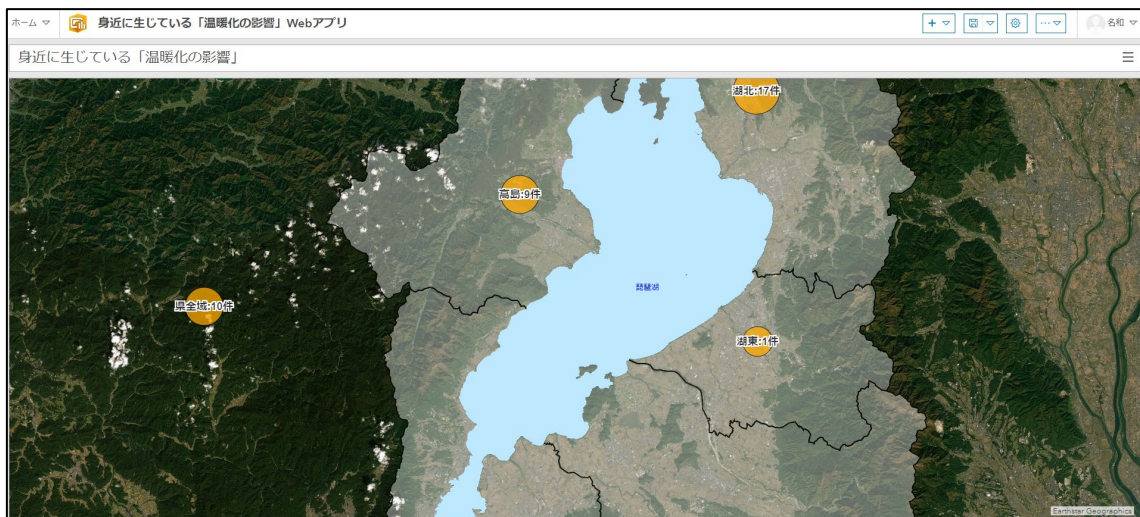 ホーム
身近に生じている「温暖化の影響」Webアプリ
名和
身近に生じている「温暖化の影響」
湖北:17件
高島:9件
琵琶湖
県全域:10件
湖東:1件
Earthstar Geographics